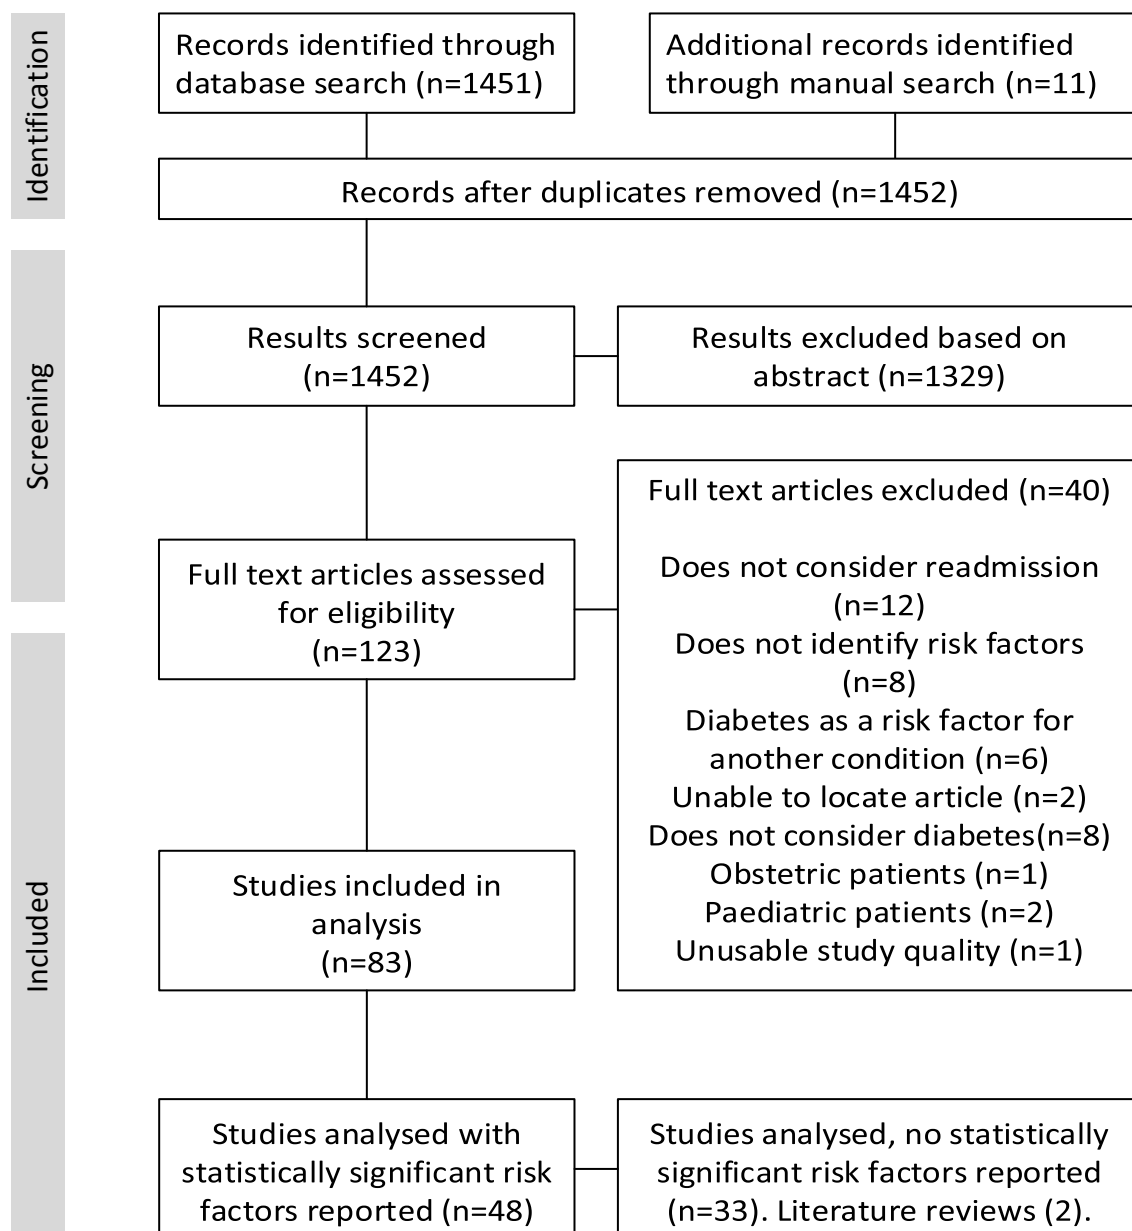 Identification
Records identified through
database search (n=1451)
Additional records identified
through manual search (n=11)
Records after duplicates removed (n=1452)
Screening
Results screened
(n=1452)
Results excluded based on
abstract (n=1329)
Full text articles assessed
for eligibility
(n=123)
Full text articles excluded (n=40)
Does not consider readmission
(n=12)
Does not identify risk factors
(n=8)
Diabetes as a risk factor for
another condition (n=6)
Unable to locate article (n=2)
Does not consider diabetes(n=8)
Obstetric patients (n=1)
Paediatric patients (n=2)
Unusable study quality (n=1)
Included
Studies included in
analysis
(n=83)
Studies analysed with
statistically significant risk
factors reported (n=48)
Studies analysed, no statistically
significant risk factors reported
(n=33). Literature reviews (2).